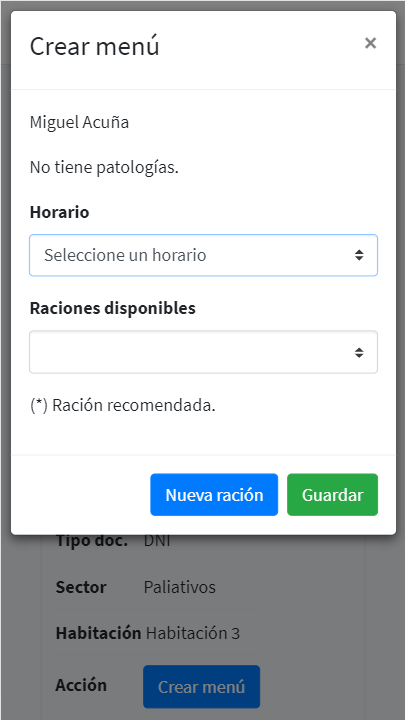 Crear menú ×
Miguel Acuña
No tiene patologías.
Horario
Seleccione un horario
Raciones disponibles
(*) Ración recomendada.
Nueva ración Guardar
Tipo doc. DNI
Sector Paliativos
Habitación Habitación 3
Acción Crear menú